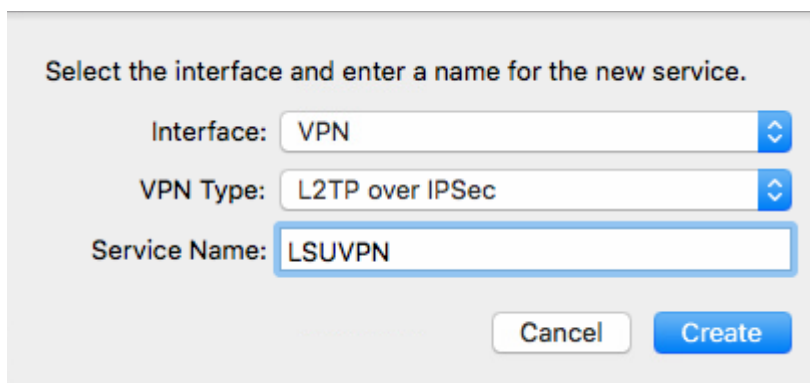 Select the interface and enter a name for the new service.
Interface: VPN
VPN Type: L2TP over IPSec
Service Name: LSUVPN
Cancel Create